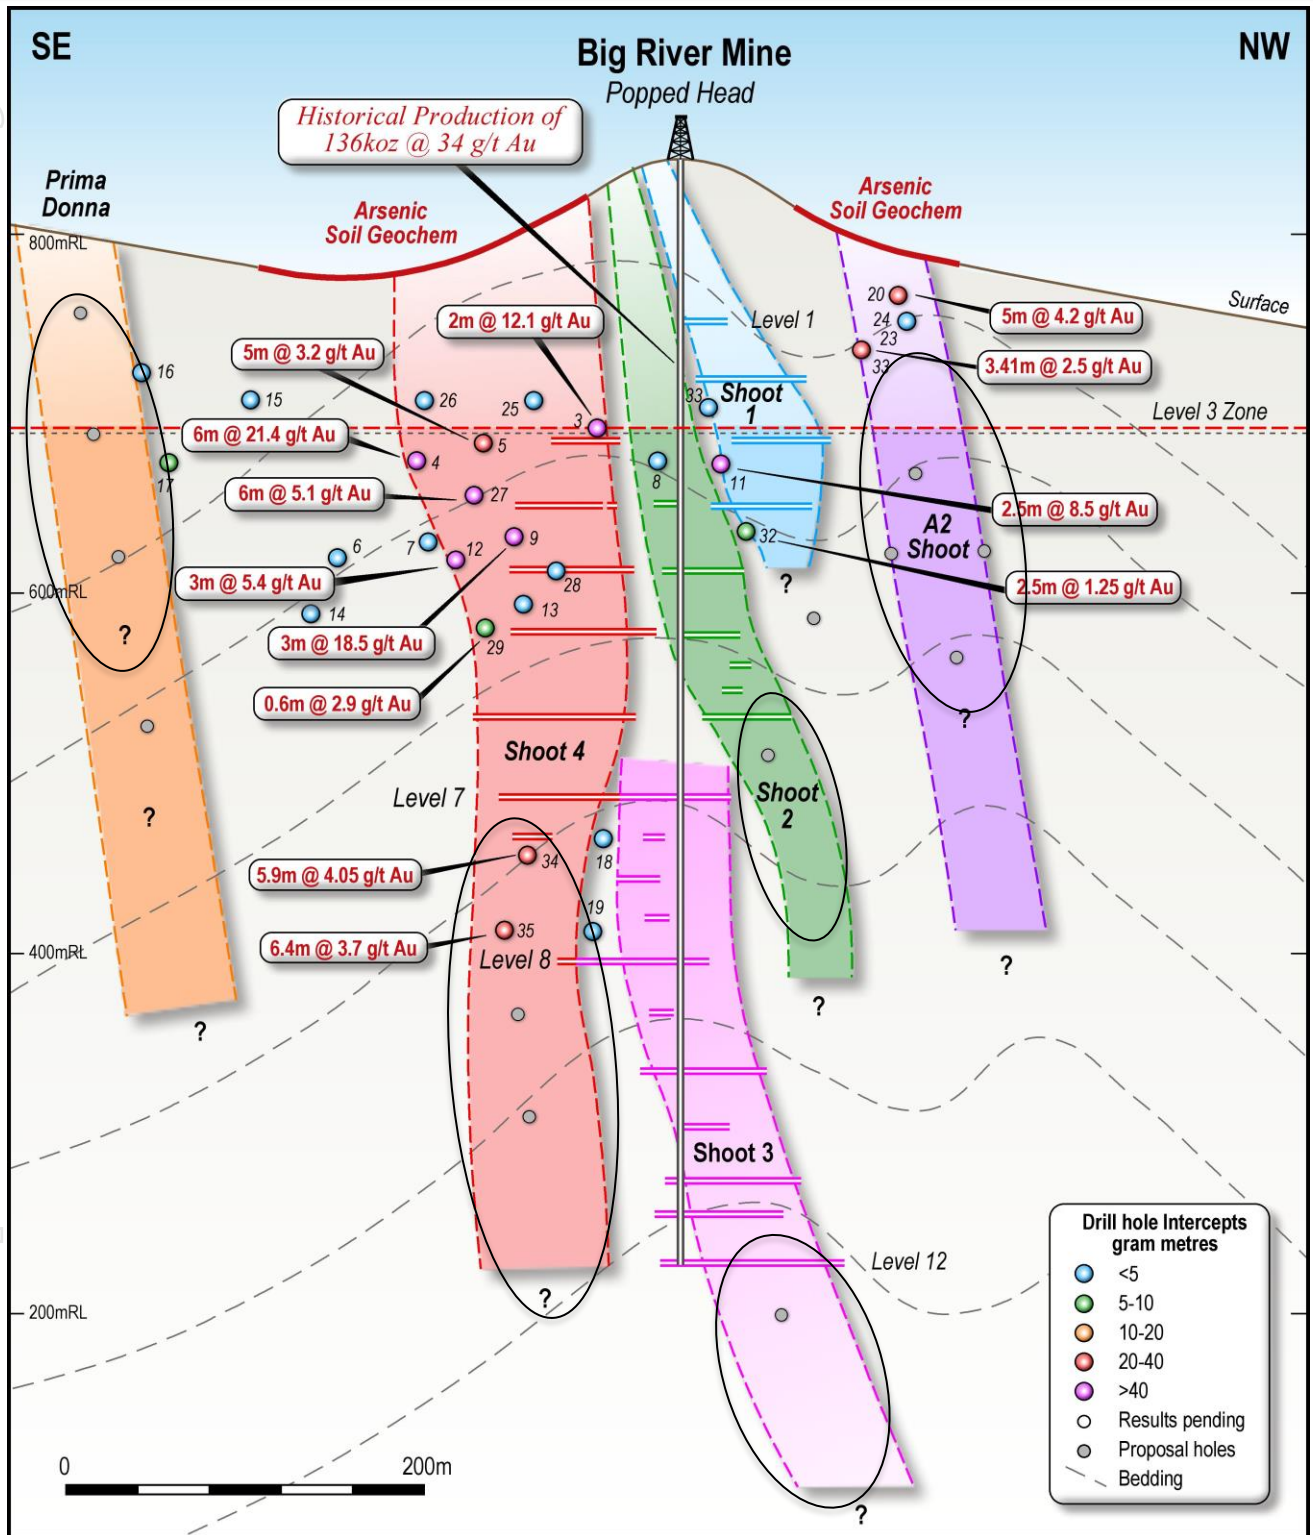 SE
Big River Mine
NW
Popped Head
Historical Production of
136koz @ 34 g/t Au
Prima
Donna
Arsenic
Soil Geochem
Arsenic
Soil Geochem
800mRL
Surface
20
5m @ 4.2 g/t Au
2m @ 12.1 g/t Au
Level 1
24
23
5m @ 3.2 g/t Au
33
3.41m @ 2.5 g/t Au
16
15
26
25
33
Shoot
1
3
Level 3 Zone
6m @ 21.4 g/t Au
5
4
17
8
11
6m @ 5.1 g/t Au
27
2.5m @ 8.5 g/t Au
A2
Shoot
9
32
6
7
12
3m @ 5.4 g/t Au
28
?
2.5m @ 1.25 g/t Au
600mRL
14
13
?
29
3m @ 18.5 g/t Au
0.6m @ 2.9 g/t Au
?
Shoot 4
Level 7
Shoot
2
?
34
18
5.9m @ 4.05 g/t Au
19
35
6.4m @ 3.7 g/t Au
Level 8
400mRL
?
?
?
Shoot 3
Level 12
?
200mRL
Drill hole Intercepts
gram metres
<5
5-10
10-20
20-40
>40
Results pending
Proposal holes
Bedding
0
200m
?